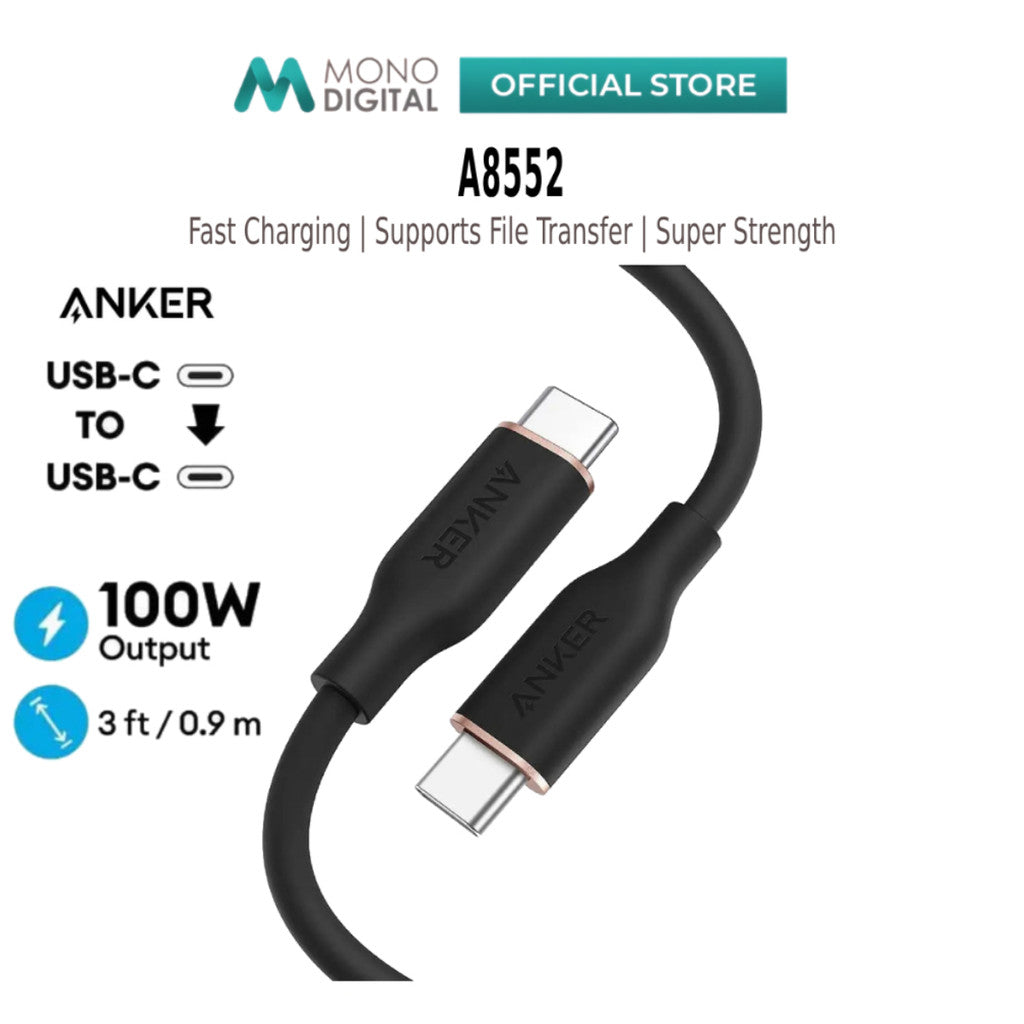 MONO
DIGITAL
OFFICIAL STORE
A8552
Fast Charging | Supports File Transfer | Super Strength
ANKER
USB-C
TO
USB-C
100W
Output
3 ft / 0.9 m
ANKER
ANKER